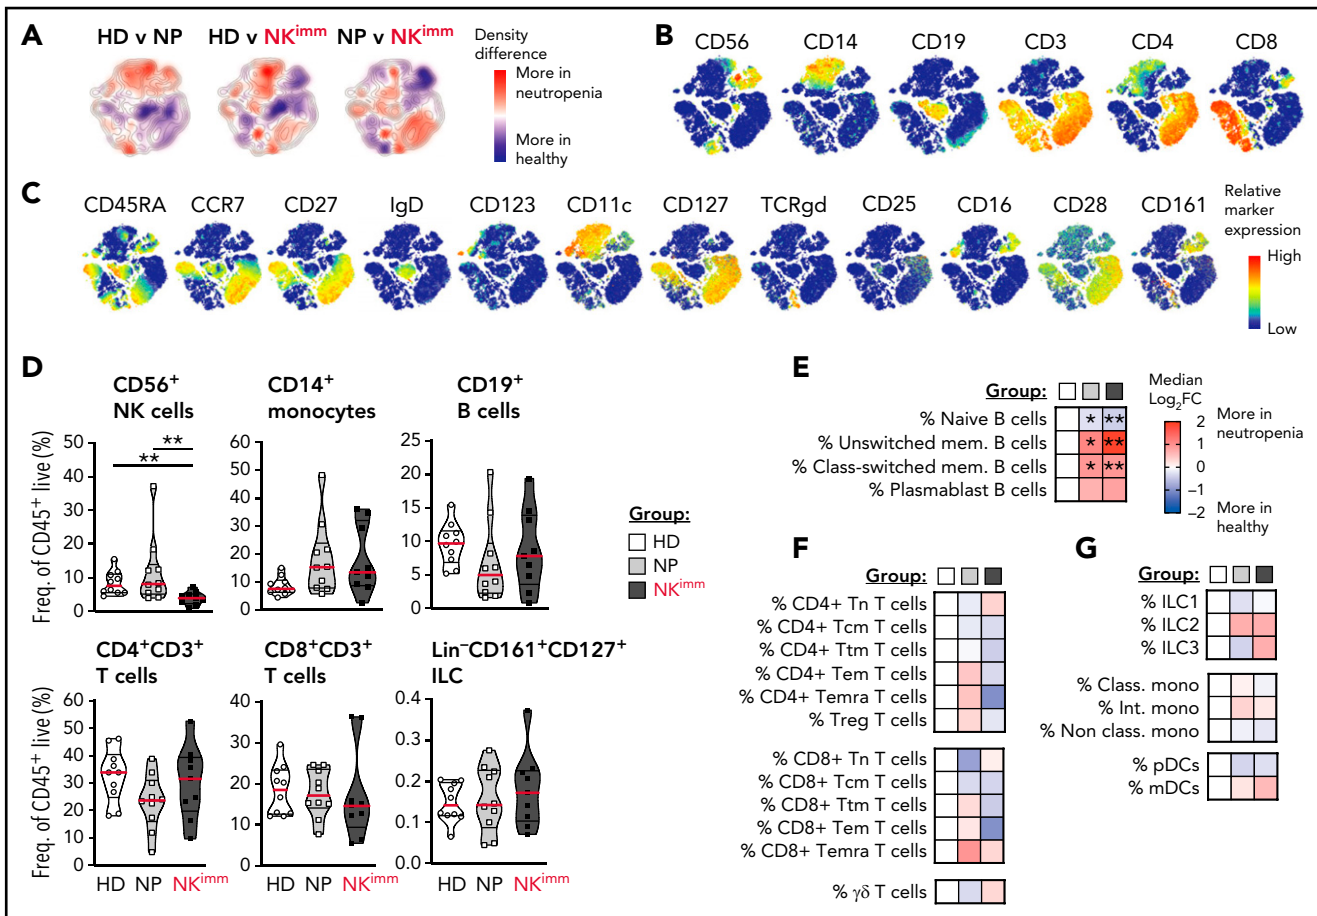 A
HD v NP
HD v NKimm
NP v NKimm
Density
difference
More in
neutropenia
More in
healthy
B
CD56
CD14
CD19
CD3
CD4
CD8
C
CD45RA
CCR7
CD27
IgD
CD123
CD11c
CD127
TCRgd
CD25
CD16
CD28
CD161
Relative
marker
expression
High
Low
D
CD56+
NK cells
CD14+
monocytes
CD19+
B cells
Freq. of CD45+ live (%)
50
40
30
20
10
0
**
**
60
50
40
30
20
10
0
25
20
15
10
5
0
Group:
HD
NP
NKimm
CD4+CD3+
T cells
CD8+CD3+
T cells
Lin-CD161+CD127+
ILC
Freq. of CD45+ live (%)
60
50
40
30
20
10
0
40
30
20
10
0
0.4
0.3
0.2
0.1
0.0
HD NP NKimm
HD NP NKimm
HD NP NKimm
E
Group:
% Naive B cells * **
% Unswitched mem. B cells * **
% Class-switched mem. B cells * **
% Plasmablast B cells
Median
Log2FC
2
1
0
−1
−2
More in
neutropenia
More in
healthy
F
Group:
% CD4+ Tn T cells
% CD4+ Tcm T cells
% CD4+ Ttm T cells
% CD4+ Tem T cells
% CD4+ Temra T cells
% Treg T cells
% CD8+ Tn T cells
% CD8+ Tcm T cells
% CD8+ Ttm T cells
% CD8+ Tem T cells
% CD8+ Temra T cells
% γδ T cells
G
Group:
% ILC1
% ILC2
% ILC3
% Class. mono
% Int. mono
% Non class. mono
% pDCs
% mDCs